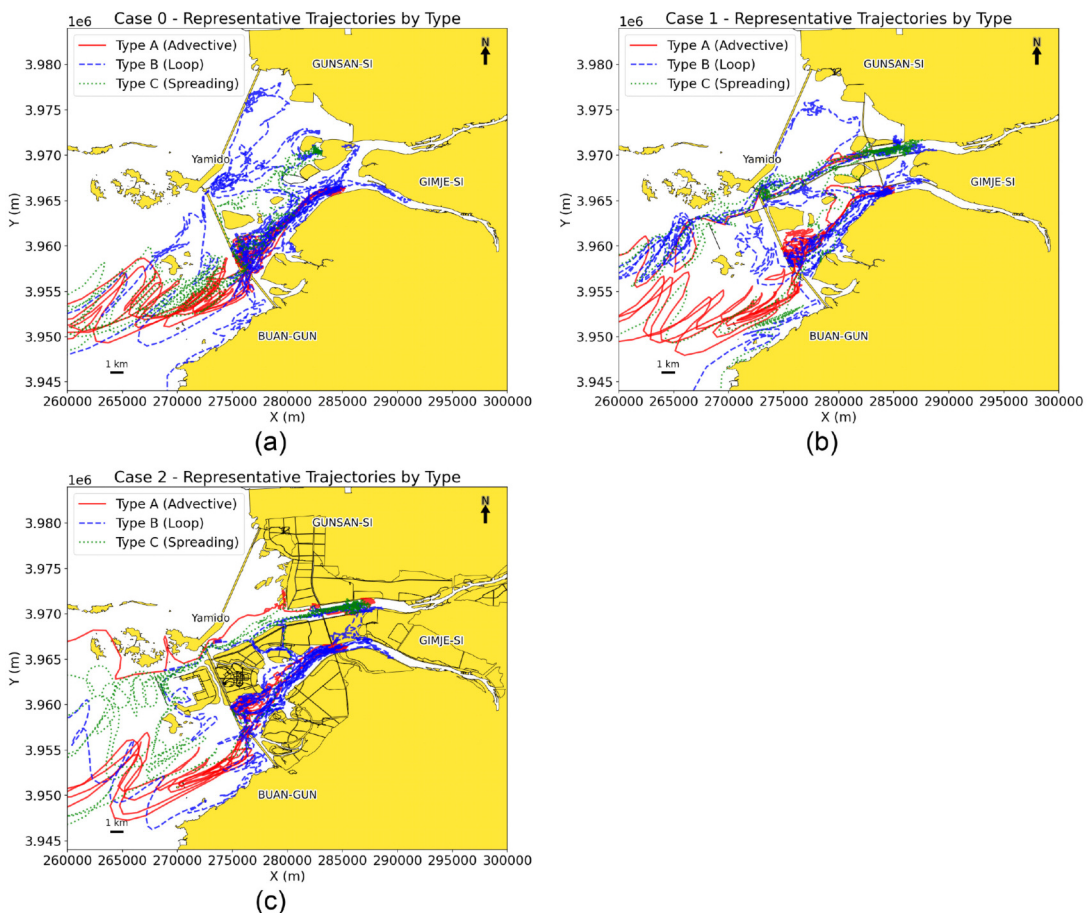 Case 0 - Representative Trajectories by Type
1e6
Type A (Advective)
Type B (Loop)
Type C (Spreading)
N
GUNSAN-SI
Yamido
GIMJE-SI
BUAN-GUN
1 km
3.980
3.975
3.970
3.965
3.960
3.955
3.950
3.944
Y (m)
260000 265000 270000 275000 280000 285000 290000 295000 300000
X (m)
(a)
Case 1 - Representative Trajectories by Type
1e6
Type A (Advective)
Type B (Loop)
Type C (Spreading)
N
GUNSAN-SI
Yamido
GIMJE-SI
BUAN-GUN
1 km
3.980
3.975
3.970
3.965
3.960
3.955
3.950
3.944
Y (m)
260000 265000 270000 275000 280000 285000 290000 295000 300000
X (m)
(b)
Case 2 - Representative Trajectories by Type
1e6
Type A (Advective)
Type B (Loop)
Type C (Spreading)
N
GUNSAN-SI
Yamido
GIMJE-SI
BUAN-GUN
1 km
3.980
3.975
3.970
3.965
3.960
3.955
3.950
3.944
Y (m)
260000 265000 270000 275000 280000 285000 290000 295000 300000
X (m)
(c)